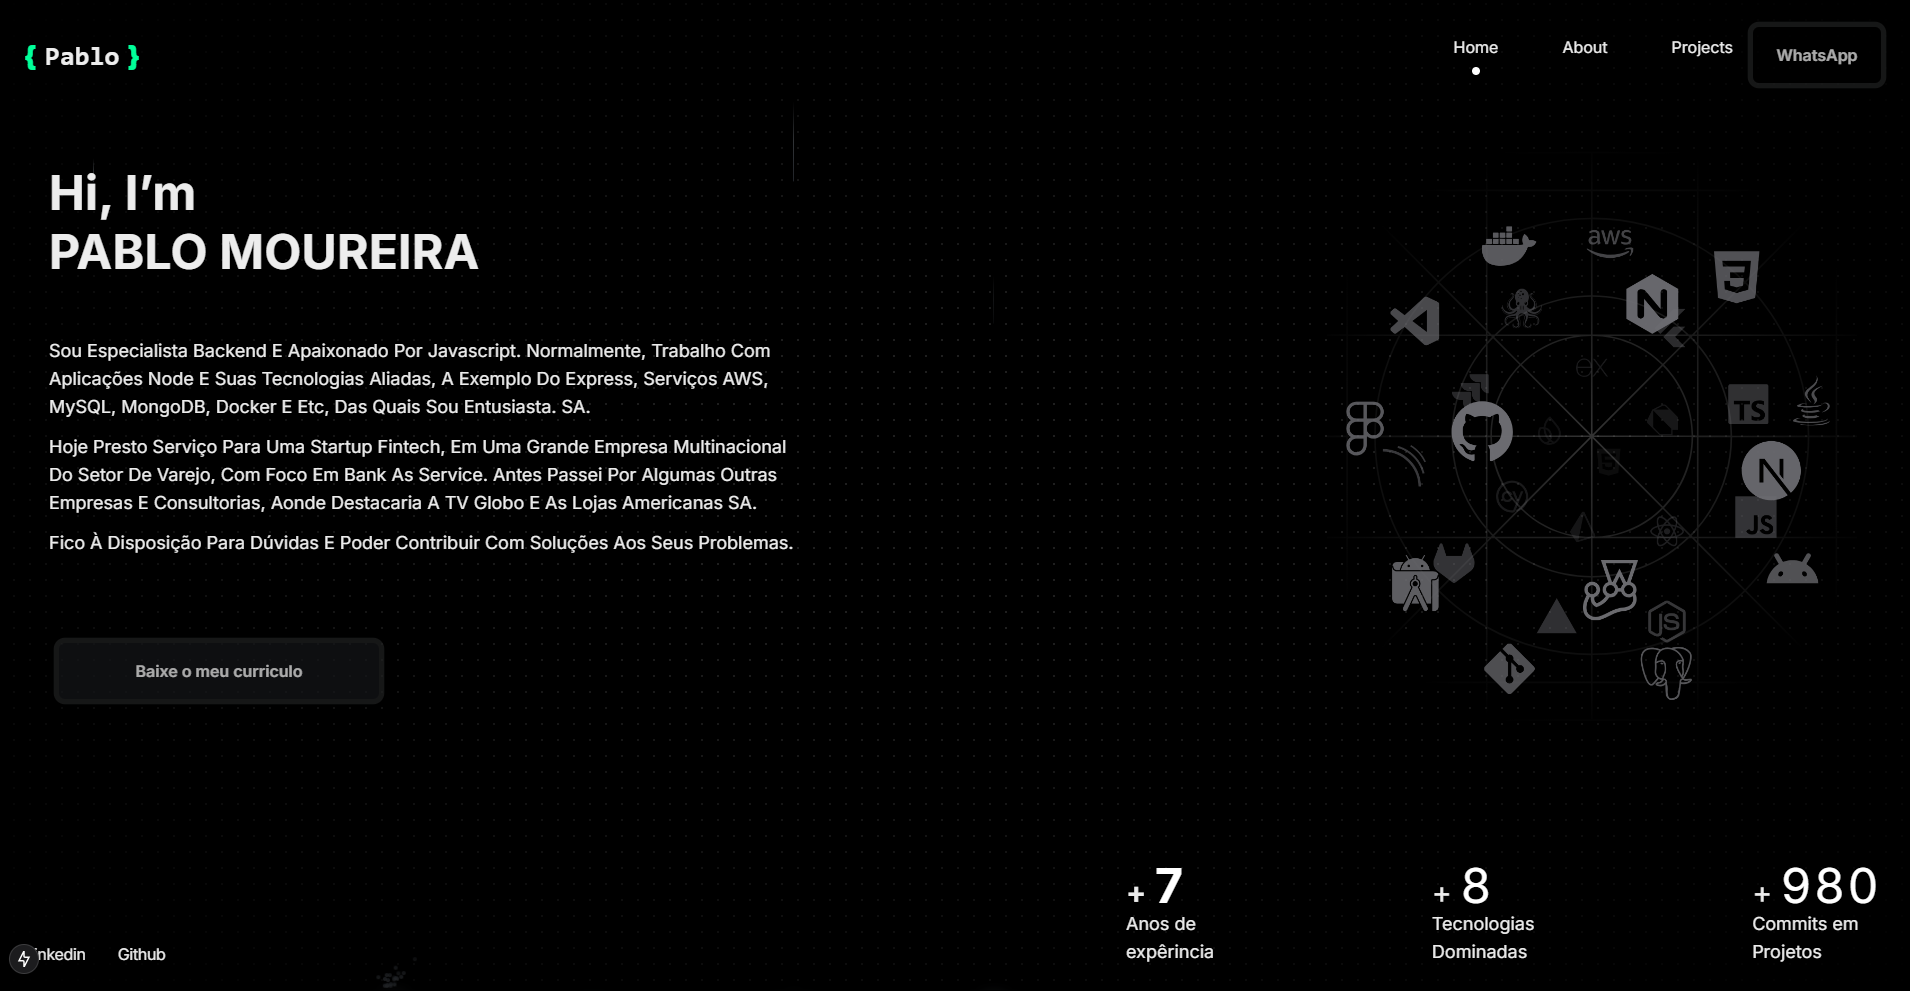 { Pablo }
Home
About
Projects
WhatsApp
Hi, I’m
PABLO MOUREIRA
Sou Especialista Backend E Apaixonado Por Javascript. Normalmente, Trabalho Com
Aplicações Node E Suas Tecnologias Aliadas, A Exemplo Do Express, Serviços AWS,
MySQL, MongoDB, Docker E Etc, Das Quais Sou Entusiasta. SA.
Hoje Presto Serviço Para Uma Startup Fintech, Em Uma Grande Empresa Multinacional
Do Setor De Varejo, Com Foco Em Bank As Service. Antes Passei Por Algumas Outras
Empresas E Consultorias, Aonde Destacaria A TV Globo E As Lojas Americanas SA.
Fico À Disposição Para Dúvidas E Poder Contribuir Com Soluções Aos Seus Problemas.
Baixe o meu curriculo
aws
3
N
ex
TS
N
cy
JS
JS
+ 7
Anos de
expêrincia
+ 8
Tecnologias
Dominadas
+ 980
Commits em
Projetos
inkedin
Github